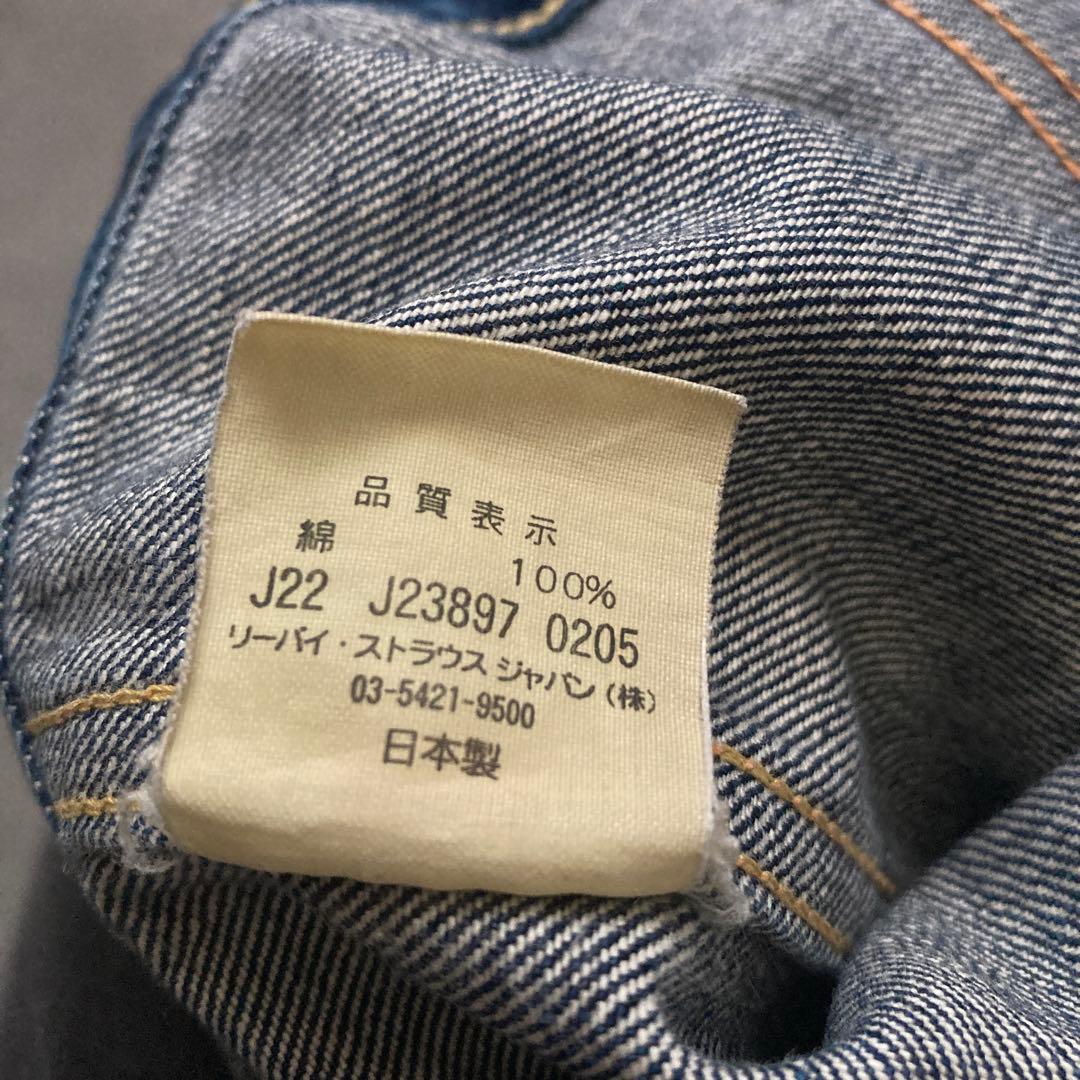 品質表示
綿 100%
J22 J23897 0205
リーバイ・ストラウス ジャパン(株)
03-5421-9500
日本製